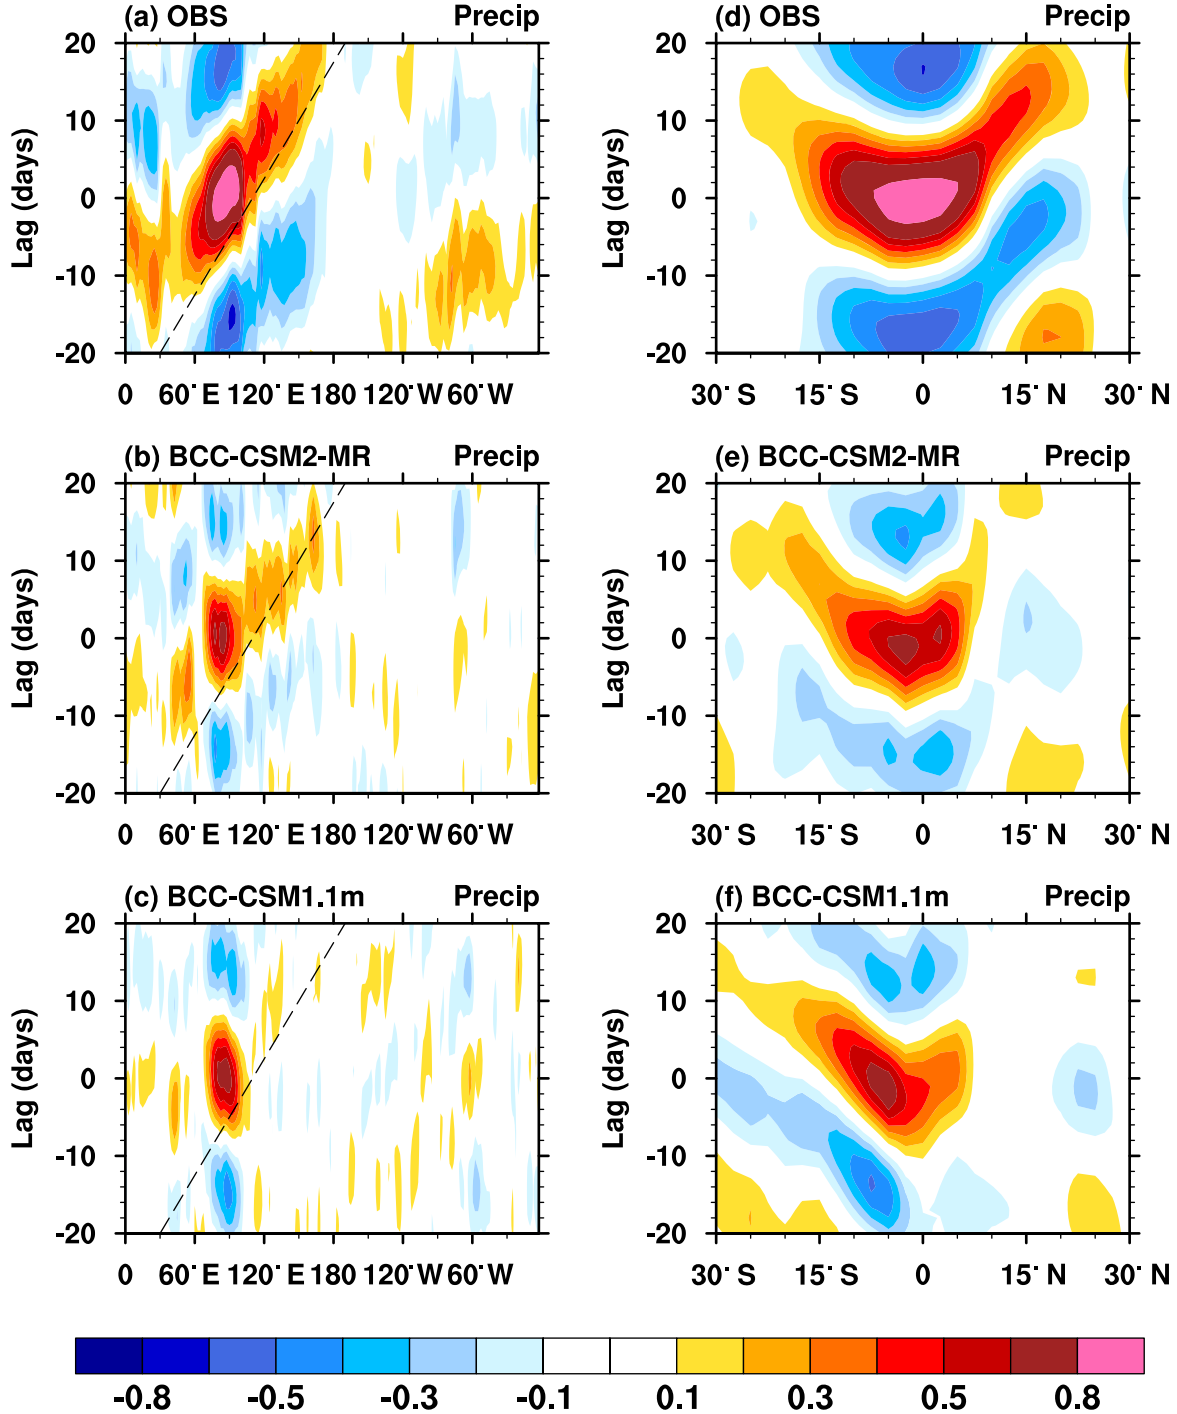 (a) OBS Precip
20
10
0
-10
-20
Lag (days)
0 60° E 120° E 180 120° W 60° W
(d) OBS Precip
20
10
0
-10
-20
Lag (days)
30° S 15° S 0 15° N 30° N
(b) BCC-CSM2-MR Precip
20
10
0
-10
-20
Lag (days)
0 60° E 120° E 180 120° W 60° W
(e) BCC-CSM2-MR Precip
20
10
0
-10
-20
Lag (days)
30° S 15° S 0 15° N 30° N
(c) BCC-CSM1.1m Precip
20
10
0
-10
-20
Lag (days)
0 60° E 120° E 180 120° W 60° W
(f) BCC-CSM1.1m Precip
20
10
0
-10
-20
Lag (days)
30° S 15° S 0 15° N 30° N
-0.8 -0.5 -0.3 -0.1 0.1 0.3 0.5 0.8